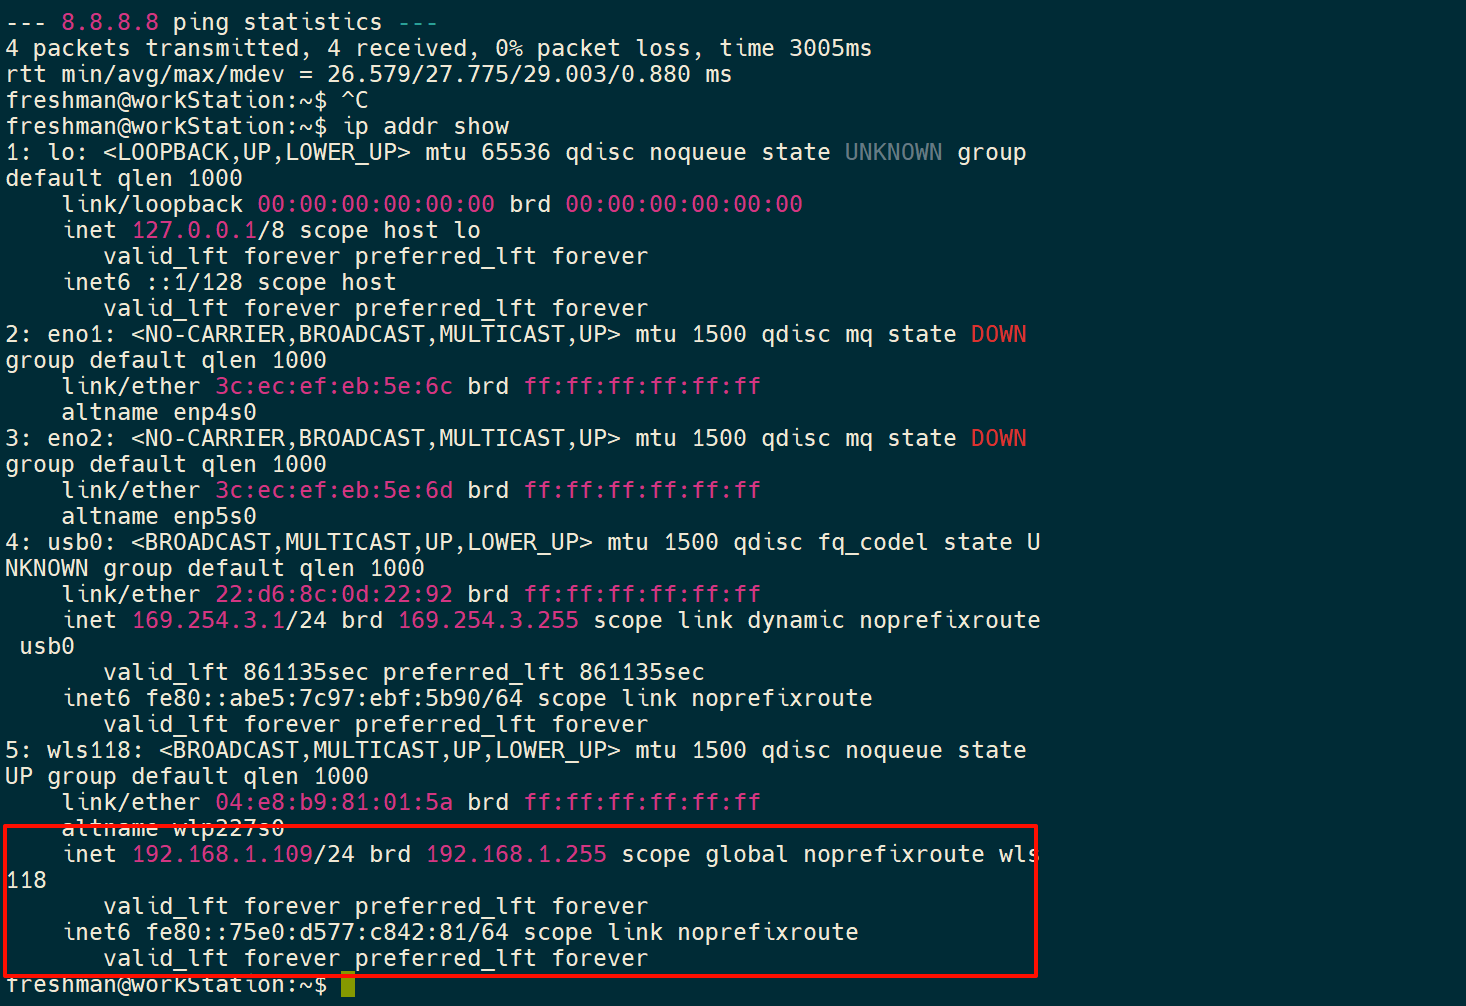 --- 8.8.8.8 ping statistics ---
4 packets transmitted, 4 received, 0% packet loss, time 3005ms
rtt min/avg/max/mdev = 26.579/27.775/29.003/0.880 ms
freshman@workStation:~$ ^C
freshman@workStation:~$ ip addr show
1: lo: <LOOPBACK,UP,LOWER_UP> mtu 65536 qdisc noqueue state UNKNOWN group
default qlen 1000
    link/loopback 00:00:00:00:00:00 brd 00:00:00:00:00:00
    inet 127.0.0.1/8 scope host lo
       valid_lft forever preferred_lft forever
    inet6 ::1/128 scope host
       valid_lft forever preferred_lft forever
2: eno1: <NO-CARRIER,BROADCAST,MULTICAST,UP> mtu 1500 qdisc mq state DOWN
group default qlen 1000
    link/ether 3c:ec:ef:eb:5e:6c brd ff:ff:ff:ff:ff:ff
    altname enp4s0
3: eno2: <NO-CARRIER,BROADCAST,MULTICAST,UP> mtu 1500 qdisc mq state DOWN
group default qlen 1000
    link/ether 3c:ec:ef:eb:5e:6d brd ff:ff:ff:ff:ff:ff
    altname enp5s0
4: usb0: <BROADCAST,MULTICAST,UP,LOWER_UP> mtu 1500 qdisc fq_codel state U
NKNOWN group default qlen 1000
    link/ether 22:d6:8c:0d:22:92 brd ff:ff:ff:ff:ff:ff
    inet 169.254.3.1/24 brd 169.254.3.255 scope link dynamic noprefixroute
 usb0
       valid_lft 861135sec preferred_lft 861135sec
    inet6 fe80::abe5:7c97:ebf:5b90/64 scope link noprefixroute
       valid_lft forever preferred_lft forever
5: wls118: <BROADCAST,MULTICAST,UP,LOWER_UP> mtu 1500 qdisc noqueue state
UP group default qlen 1000
    link/ether 04:e8:b9:81:01:5a brd ff:ff:ff:ff:ff:ff
    altname wlp227s0
    inet 192.168.1.109/24 brd 192.168.1.255 scope global noprefixroute wls
118
       valid_lft forever preferred_lft forever
    inet6 fe80::75e0:d577:c842:81/64 scope link noprefixroute
       valid_lft forever preferred_lft forever
freshman@workStation:~$